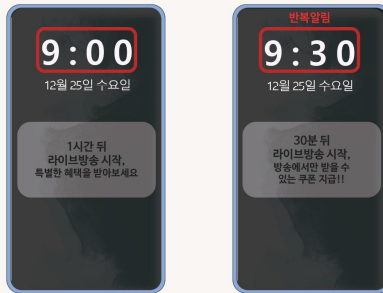 9:00
12월 25일 수요일
1시간 뒤
라이브방송 시작,
특별한 혜택을 받아보세요
반복알림
9:30
12월 25일 수요일
30분 뒤
라이브방송 시작,
방송에서만 받을 수
있는 쿠폰 지급!!